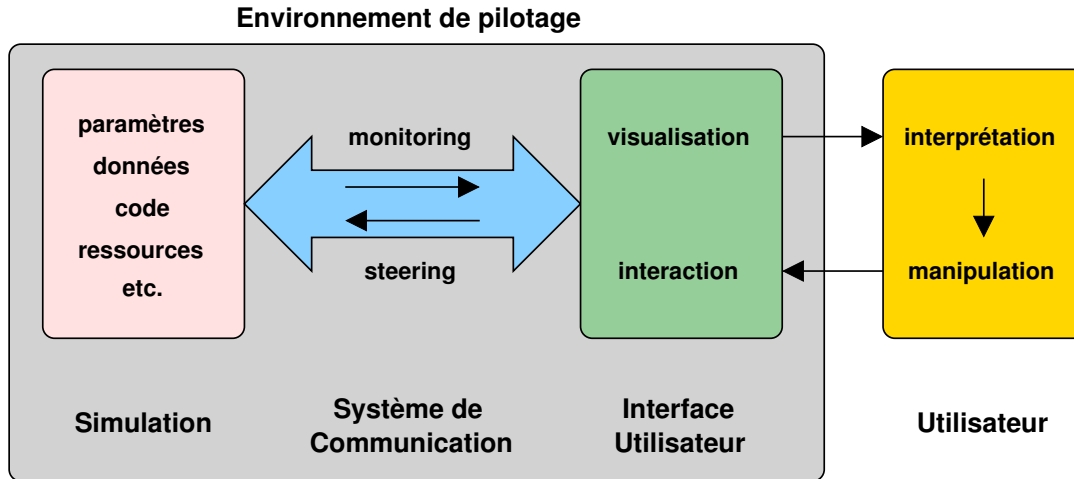 Environnement de pilotage
paramètres
données
code
ressources
etc.
monitoring
steering
visualisation
interaction
interprétation
manipulation
Simulation
Système de
Communication
Interface
Utilisateur
Utilisateur